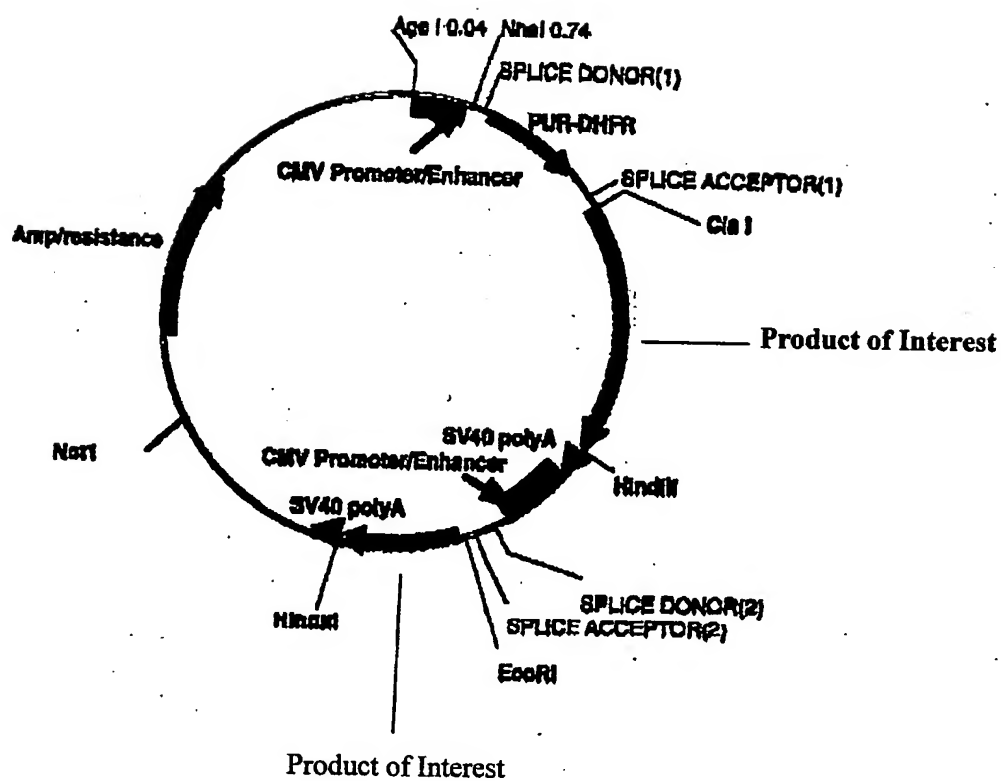 Age I 0.04
NheI 0.74
SPLICE DONOR(1)
PUR-DHFR
CMV Promoter/Enhancer
SPLICE ACCEPTOR(1)
Cla I
Amp/resistance
Product of Interest
SV40 polyA
NotI
CMV Promoter/Enhancer
HindIII
SV40 polyA
SPLICE DONOR(2)
HindIII
SPLICE ACCEPTOR(2)
EcoRI
Product of Interest